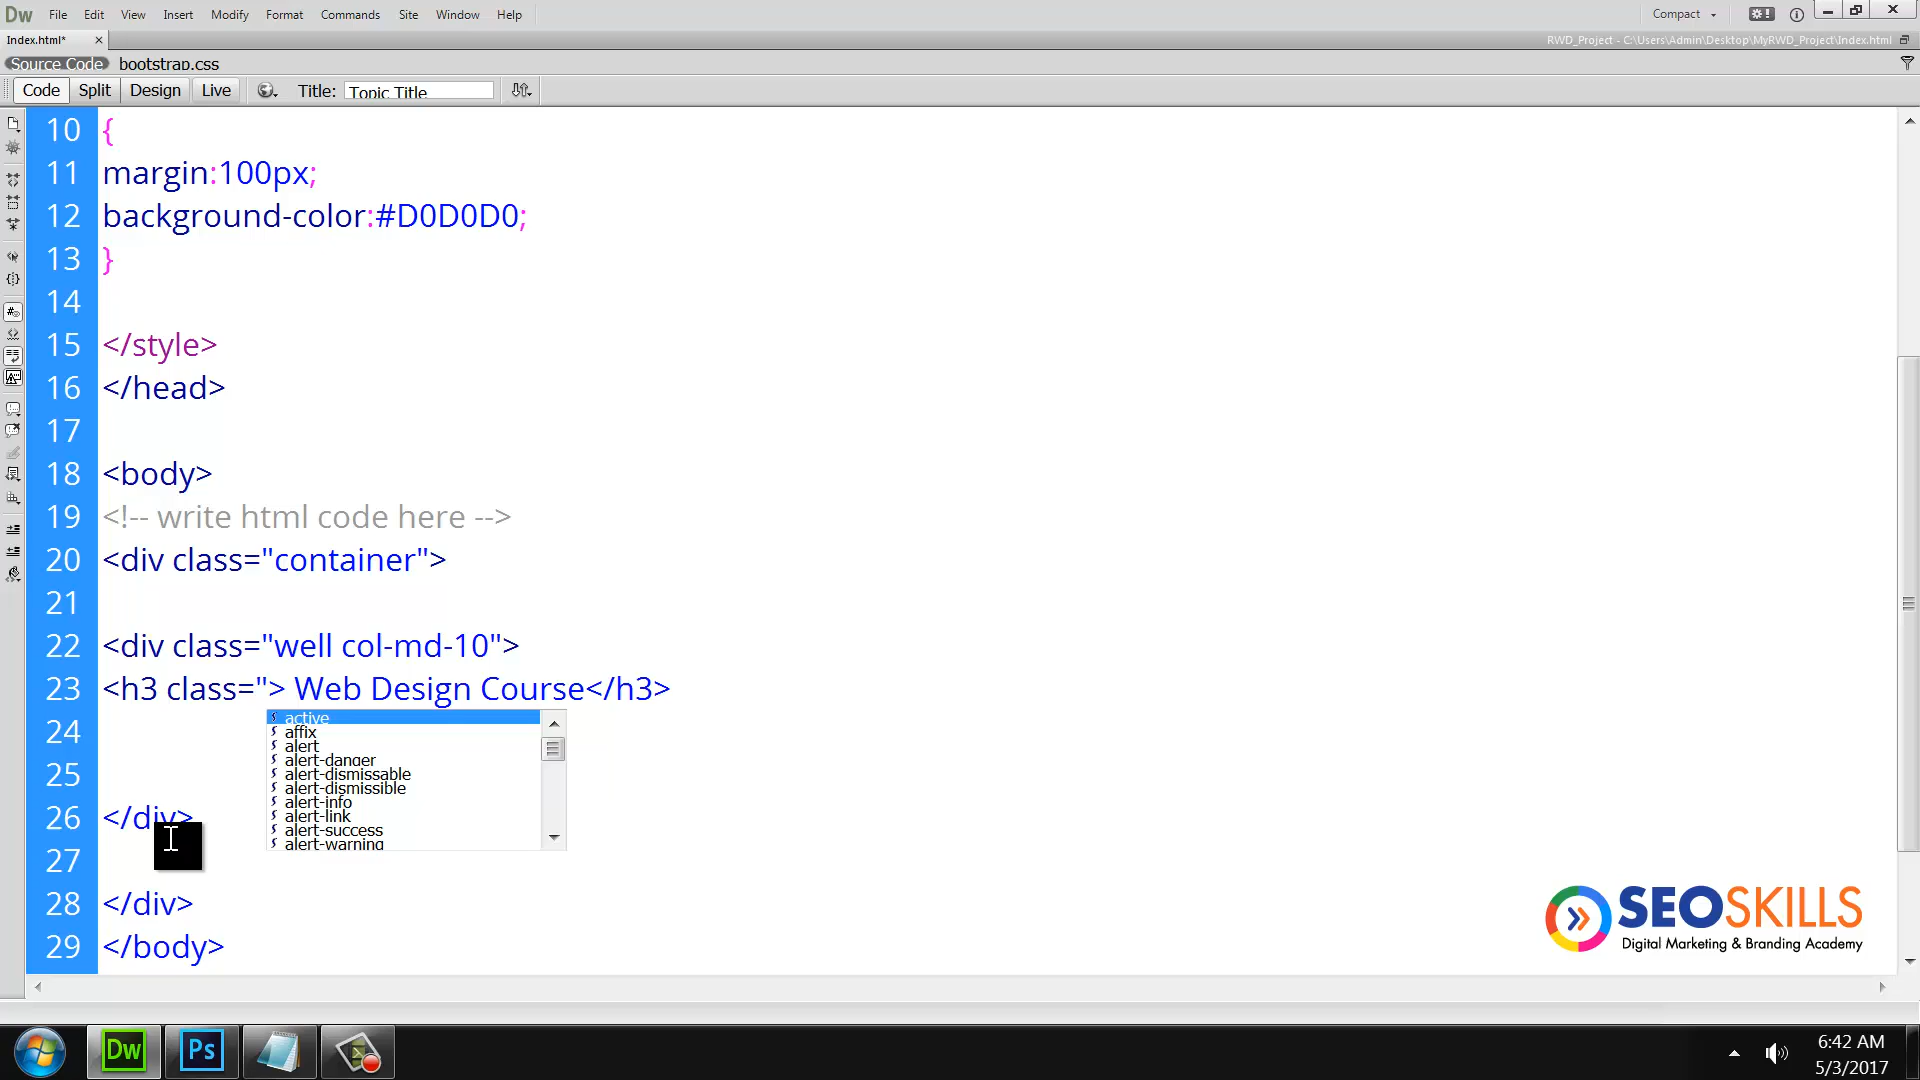 Dw File Edit View Insert Modify Format Commands Site Window Help Compact
Index.html* RWD_Project - C:\Users\Admin\Desktop\MyRWD_Project\Index.html
Source Code bootstrap.css
Code Split Design Live Title: Topic Title
10 {
11 margin:100px;
12 background-color:#D0D0D0;
13 }
14
15 </style>
16 </head>
17
18 <body>
19 <!-- write html code here -->
20 <div class="container">
21
22 <div class="well col-md-10">
23 <h3 class="> Web Design Course</h3>
24
25
26 </div>
27
28 </div>
29 </body>
active
affix
alert
alert-danger
alert-dismissable
alert-dismissible
alert-info
alert-link
alert-success
alert-warning
SEOSKILLS
Digital Marketing & Branding Academy
Dw Ps
6:42 AM
5/3/2017